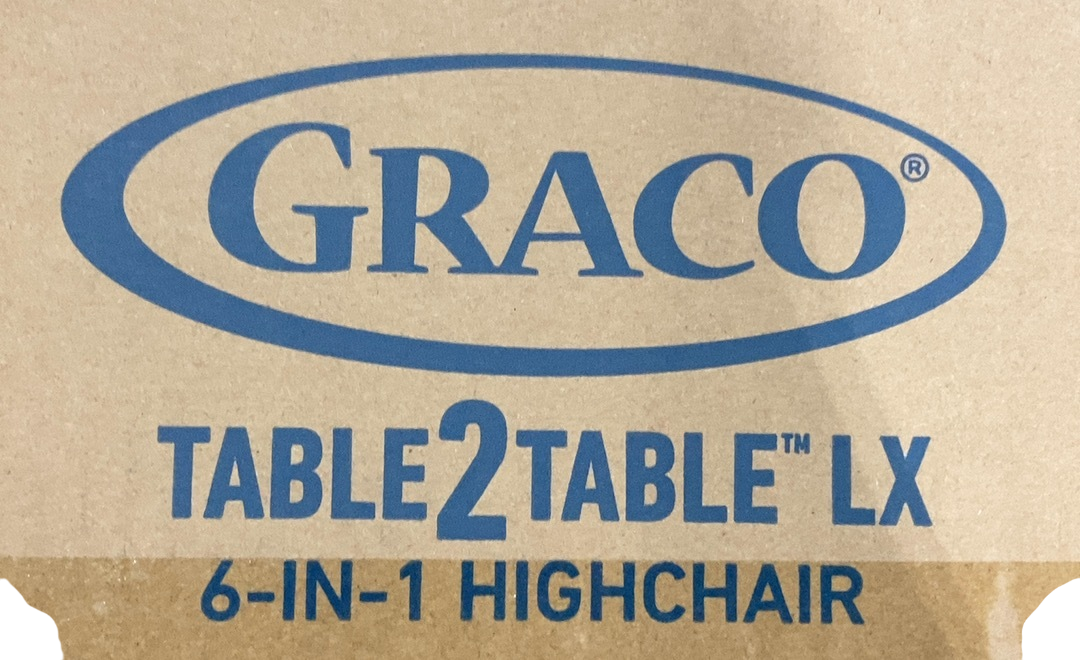 GRACO®
TABLE2TABLE™ LX
6-IN-1 HIGHCHAIR